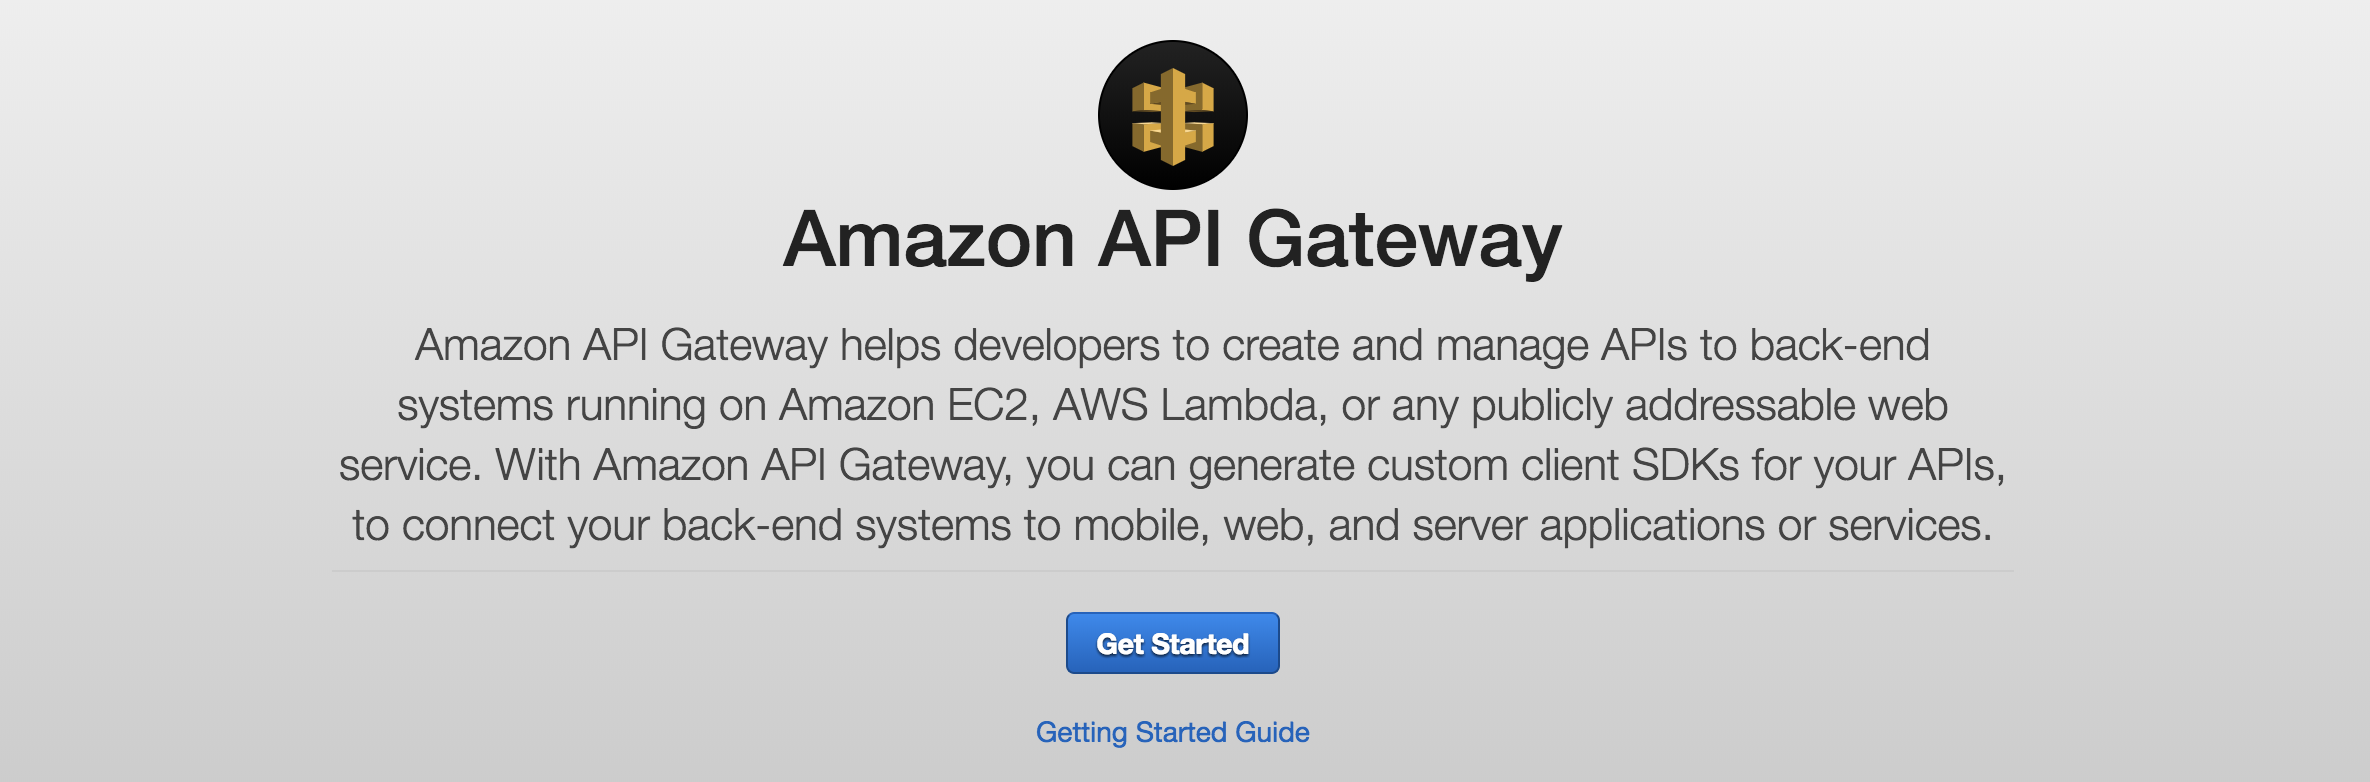 Amazon API Gateway
Amazon API Gateway helps developers to create and manage APIs to back-end
systems running on Amazon EC2, AWS Lambda, or any publicly addressable web
service. With Amazon API Gateway, you can generate custom client SDKs for your APIs,
to connect your back-end systems to mobile, web, and server applications or services.
Get Started
Getting Started Guide